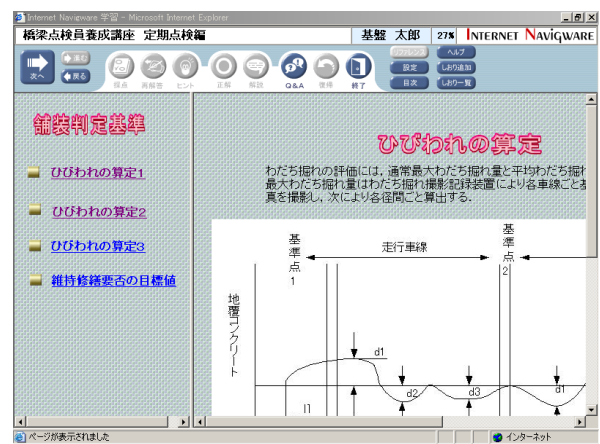 Internet Navigware 学習 - Microsoft Internet Explorer
橋梁点検員養成講座 定期点検編
基盤 太郎
27%
INTERNET NAVIGWARE
次へ
進む
戻る
採点
再解答
ヒント
正解
解説
Q&A
復帰
終了
設定
目次
ヘルプ
しおり追加
しおり一覧
舗装判定基準
ひびわれの算定1
ひびわれの算定2
ひびわれの算定3
維持修繕要否の目標値
ひびわれの算定
わだち掘れの評価には，通常最大わだち掘れ量と平均わだち掘れ
最大わだち掘れ量はわだち掘れ撮影記録装置により各車線ごと基
真を撮影し，次により各径間ごと算出する．
基準点1
走行車線
基準点2
地覆コンクリート
d1
d2
d3
d1
l1
ページが表示されました
インターネット